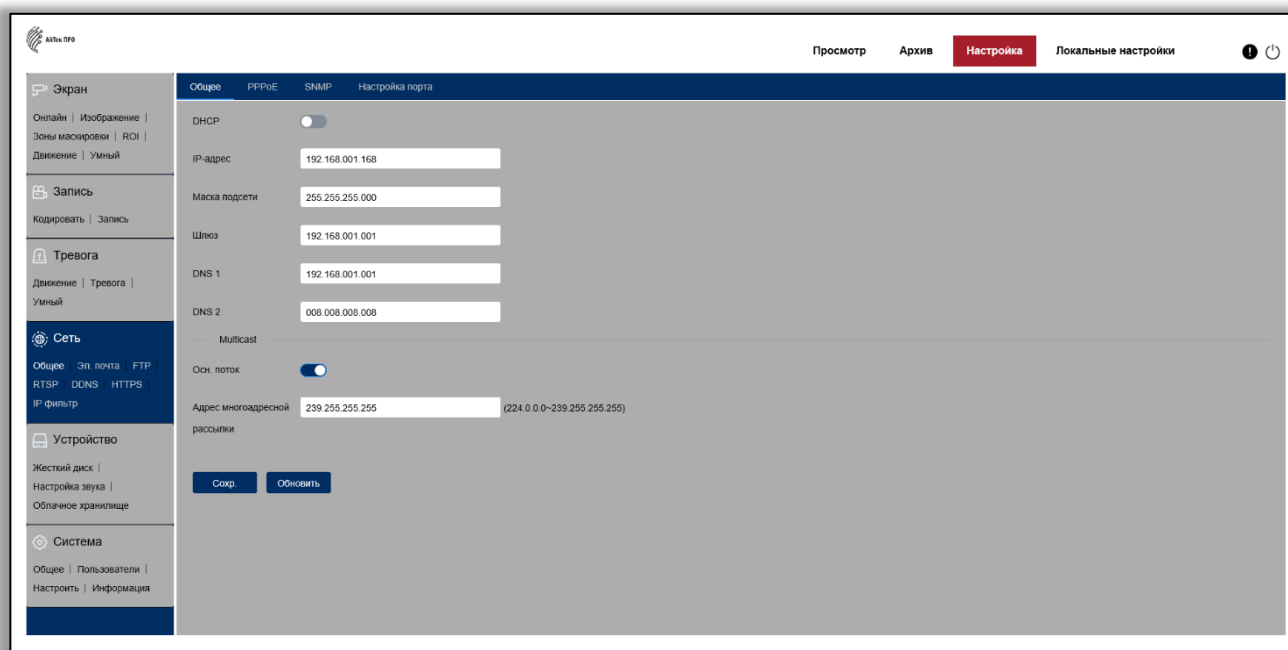 АйТек ПРО
Просмотр Архив Настройка Локальные настройки
Экран
Онлайн | Изображение |
Зоны маскировки | ROI |
Движение | Умный
Запись
Кодировать | Запись
Тревога
Движение | Тревога |
Умный
Сеть
Общее | Эл. почта | FTP |
RTSP | DDNS | HTTPS |
IP фильтр
Устройство
Жесткий диск |
Настройка звука |
Облачное хранилище
Система
Общее | Пользователи |
Настроить | Информация
Общее PPPoE SNMP Настройка порта
DHCP
IP-адрес 192.168.001.168
Маска подсети 255.255.255.000
Шлюз 192.168.001.001
DNS 1 192.168.001.001
DNS 2 008.008.008.008
Multicast
Осн. поток
Адрес многоадресной 239.255.255.255 (224.0.0.0~239.255.255.255)
рассылки
Сохр. Обновить